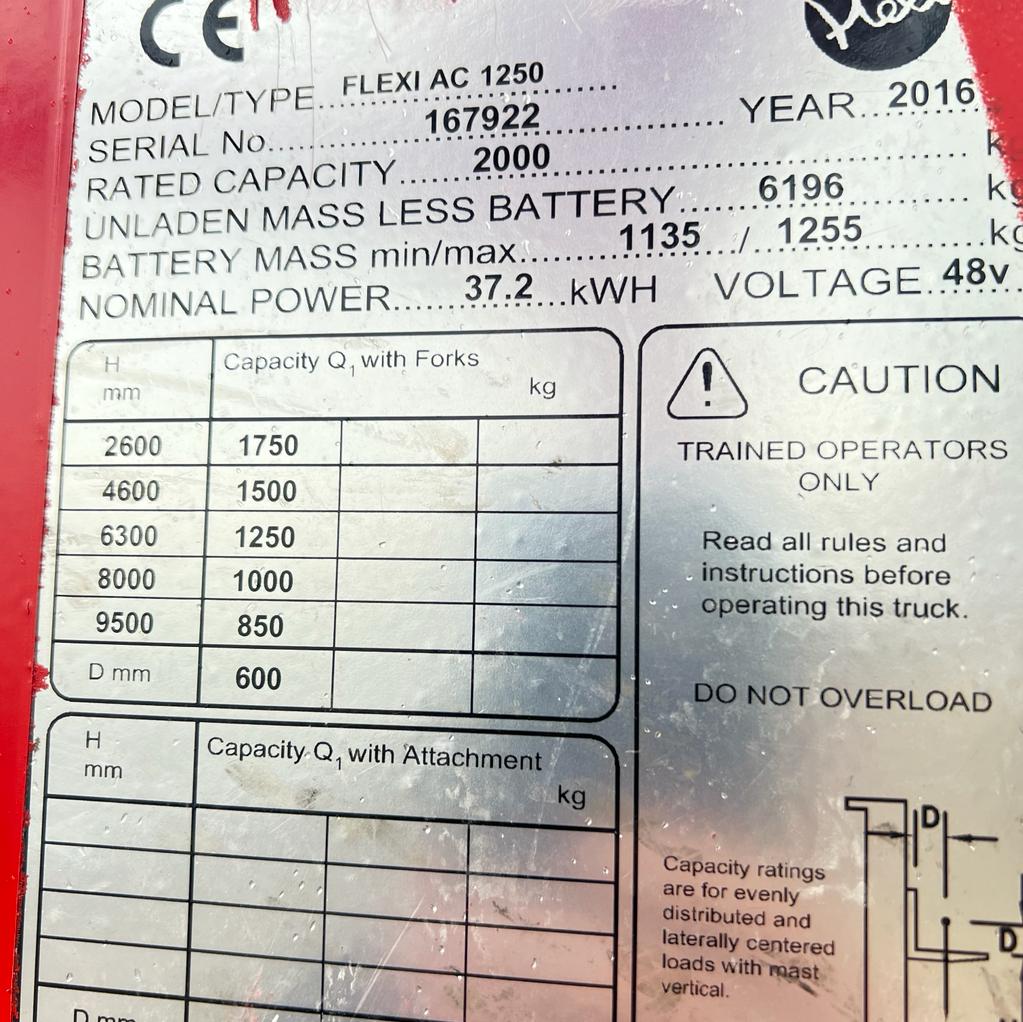 CE
Flexi
MODEL/TYPE...FLEXI AC 1250...
SERIAL No...167922... YEAR...2016
RATED CAPACITY...2000...
UNLADEN MASS LESS BATTERY...6196...kg
BATTERY MASS min/max...1135.../...1255...kg
NOMINAL POWER...37.2...kWH VOLTAGE...48v
H
mm
Capacity Q1 with Forks
kg
2600 1750
4600 1500
6300 1250
8000 1000
9500 850
D mm 600
H
mm
Capacity Q1 with Attachment
kg
D mm
CAUTION
TRAINED OPERATORS
ONLY
Read all rules and
instructions before
operating this truck.
DO NOT OVERLOAD
Capacity ratings
are for evenly
distributed and
laterally centered
loads with mast
vertical.
D
D